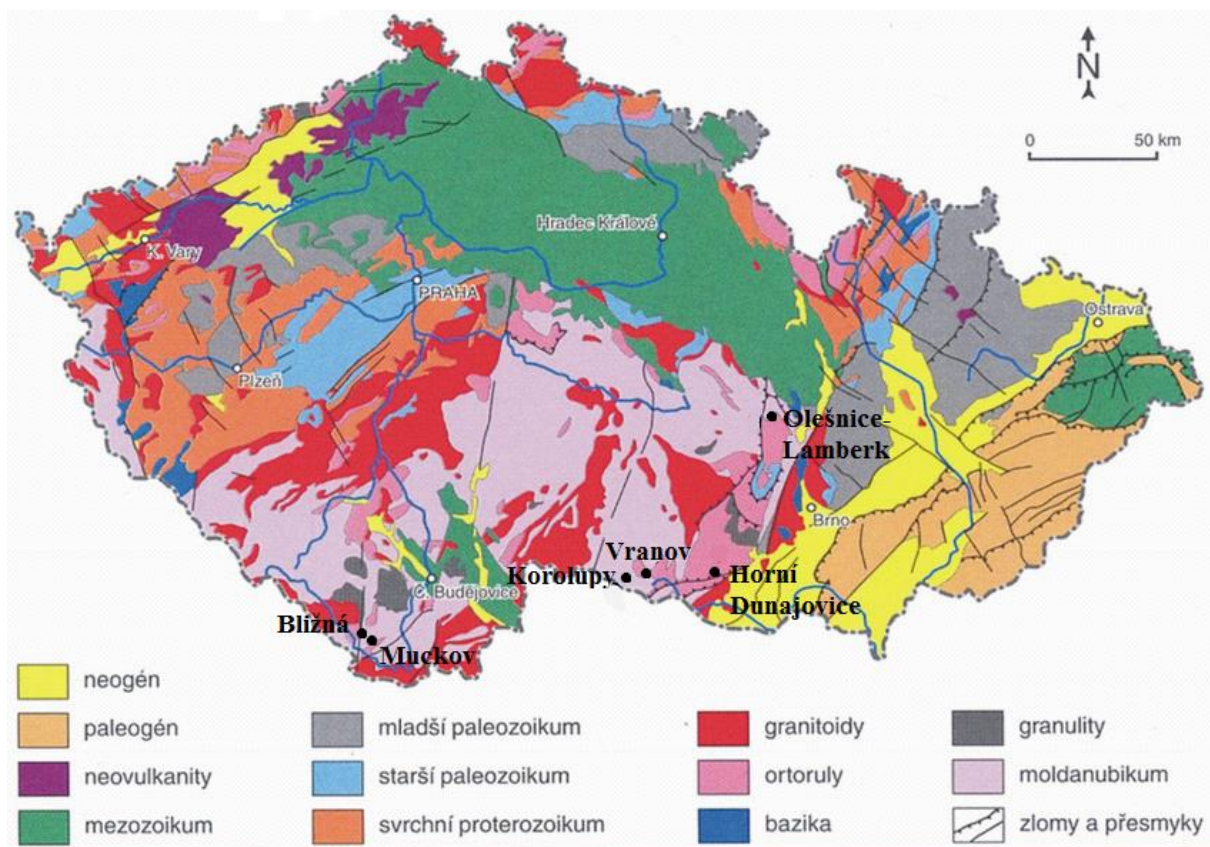 N
50 km
0
Hradec Králové
K. Vary
PRAHA
Ostrava
Plzeň
Olešnice-
Lamberk
Brno
Vranov
Korolupy
Horní
Dunajovice
Č. Budějovice
Bližná
Muckov
neogén
paleogén
mladší paleozoikum
granitoidy
granulity
neovulkanity
starší paleozoikum
ortoruly
moldanubikum
mezozoikum
svrchní proterozoikum
bazika
zlomy a přesmyky